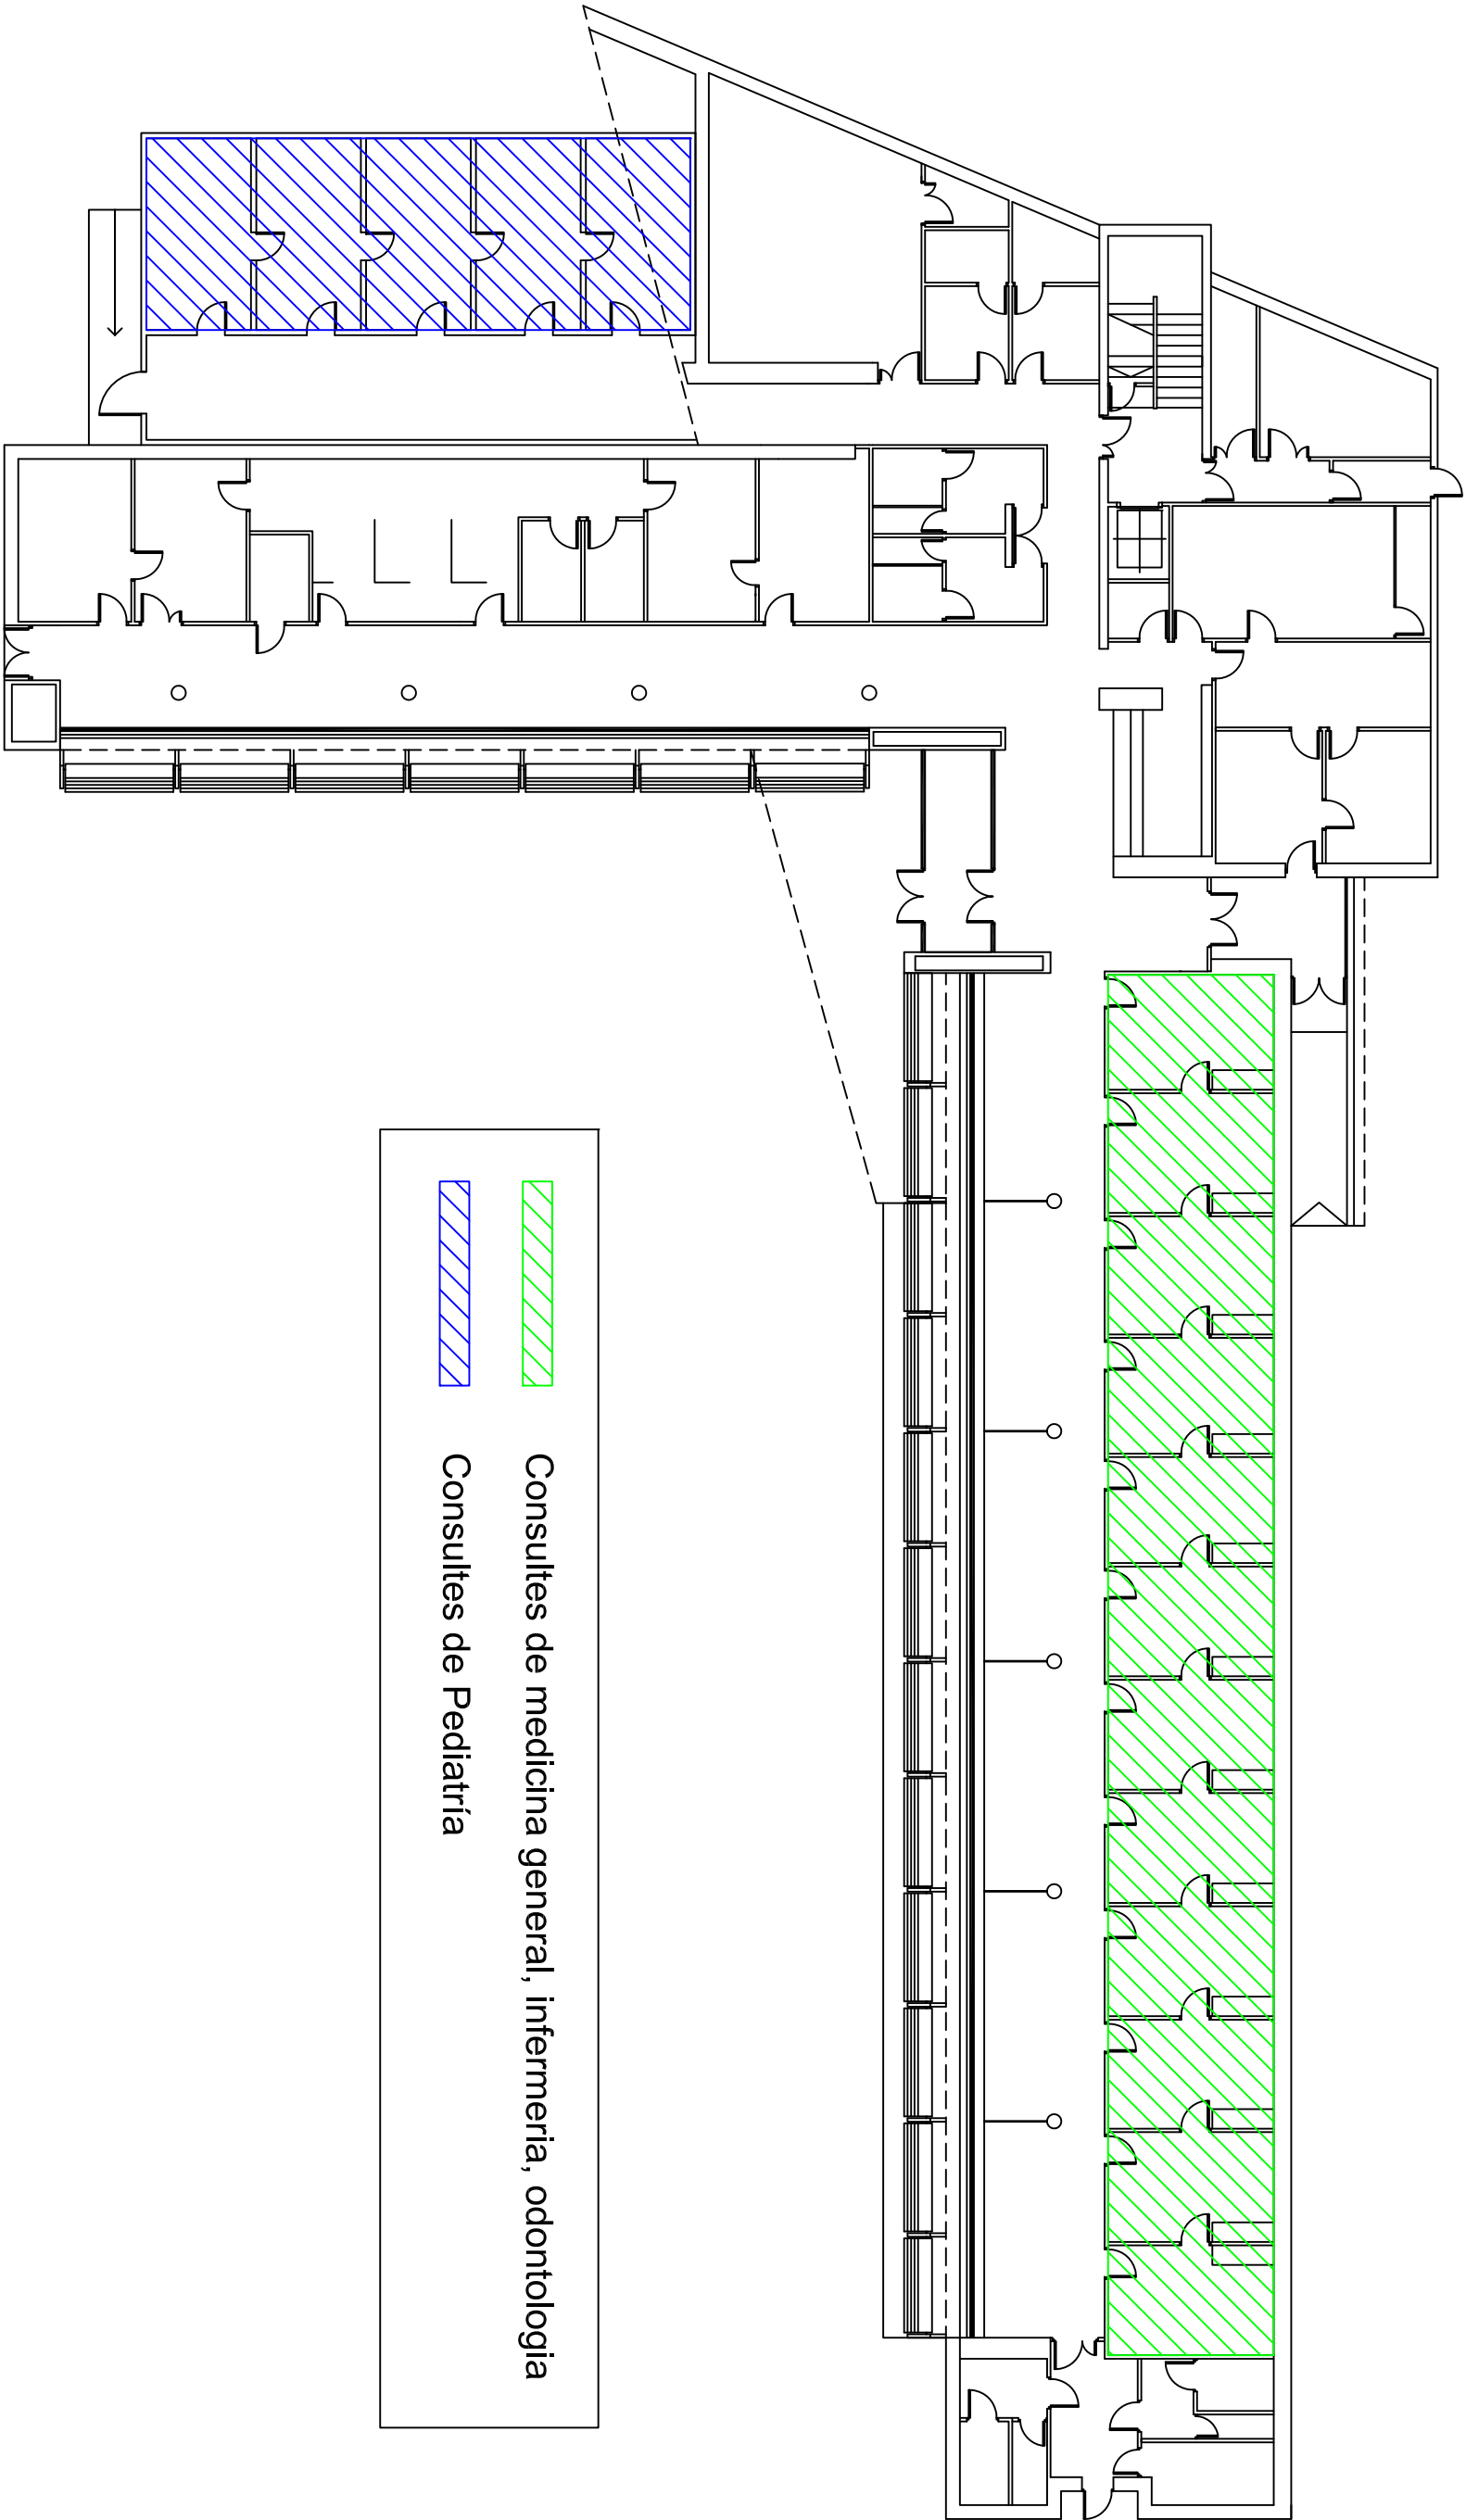 Consultes de medicina general, infermeria, odontologia
Consultes de Pediatría